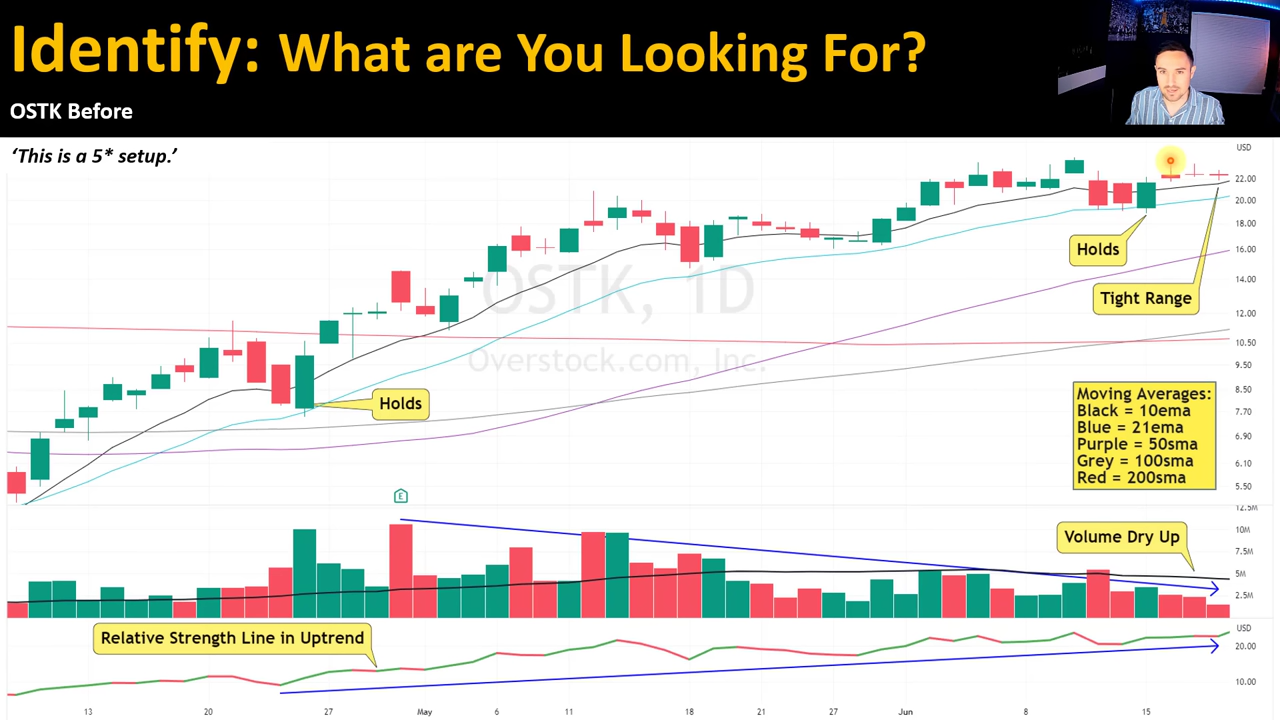 Identify: What are You Looking For?
OSTK Before
‘This is a 5* setup.’
USD
22.00
20.00
18.00
16.00
14.00
12.00
10.50
9.50
8.50
7.70
6.90
6.10
5.50
OSTK, 1D
Overstock.com, Inc.
Holds
Tight Range
Holds
Moving Averages:
Black = 10ema
Blue = 21ema
Purple = 50sma
Grey = 100sma
Red = 200sma
E
12.5M
10M
7.5M
5M
2.5M
Volume Dry Up
Relative Strength Line in Uptrend
USD
20.00
10.00
13 20 27 May 6 11 18 21 27 Jun 8 15